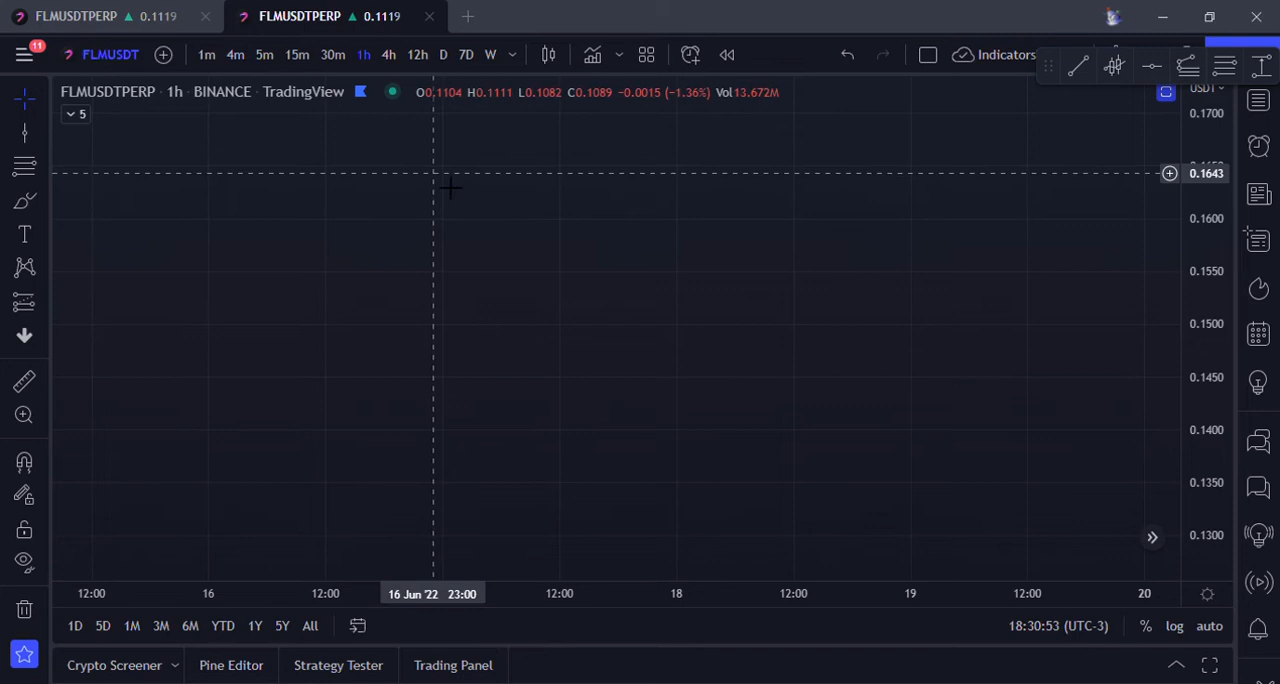 FLMUSDTPERP ▲ 0.1119
FLMUSDTPERP ▲ 0.1119
11
FLMUSDT
1m 4m 5m 15m 30m 1h 4h 12h D 7D W
Indicators
FLMUSDTPERP · 1h · BINANCE · TradingView
O0.1104 H0.1111 L0.1082 C0.1089 -0.0015 (−1.36%) Vol13.672M
USDT
5
0.1700
0.1643
0.1600
0.1550
0.1500
0.1450
0.1400
0.1350
0.1300
12:00 16 12:00 16 Jun '22 23:00 12:00 18 12:00 19 12:00 20
1D 5D 1M 3M 6M YTD 1Y 5Y All
18:30:53 (UTC-3) % log auto
Crypto Screener Pine Editor Strategy Tester Trading Panel